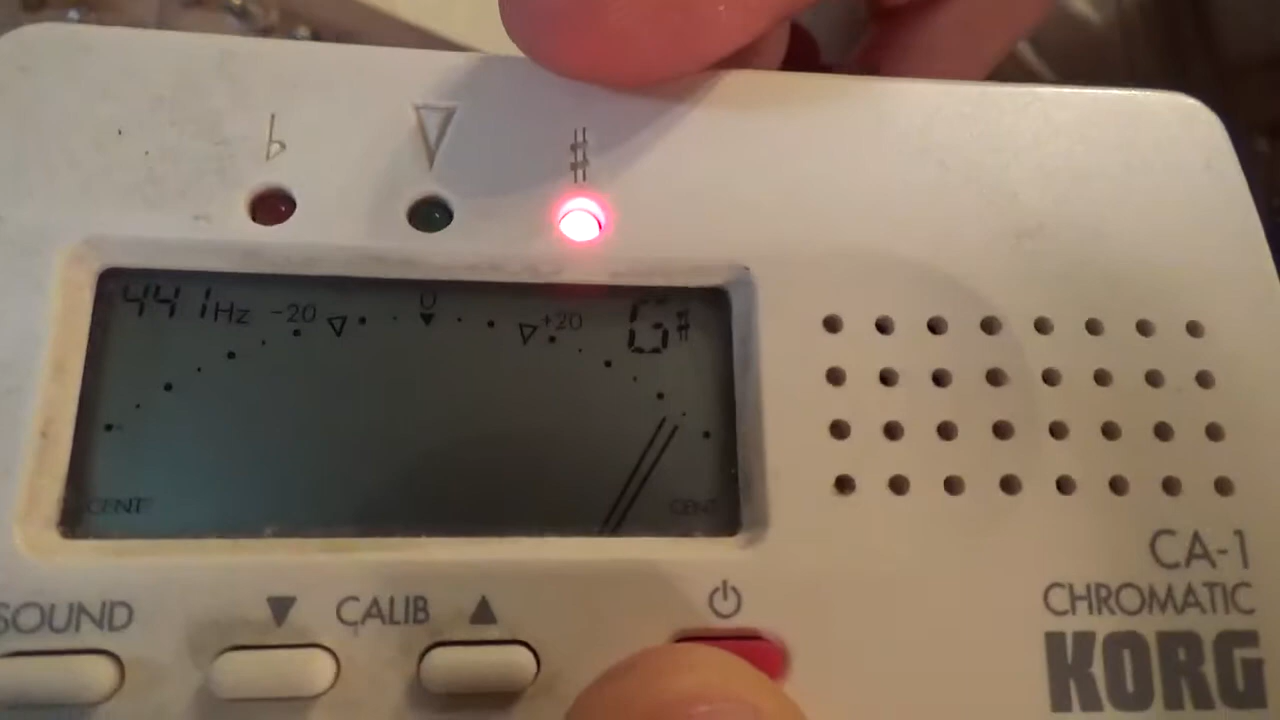 ♭ ♯
441Hz -20 0 +20 G♯
CENT CENT
SOUND ▼ CALIB ▲
CA-1
CHROMATIC
KORG